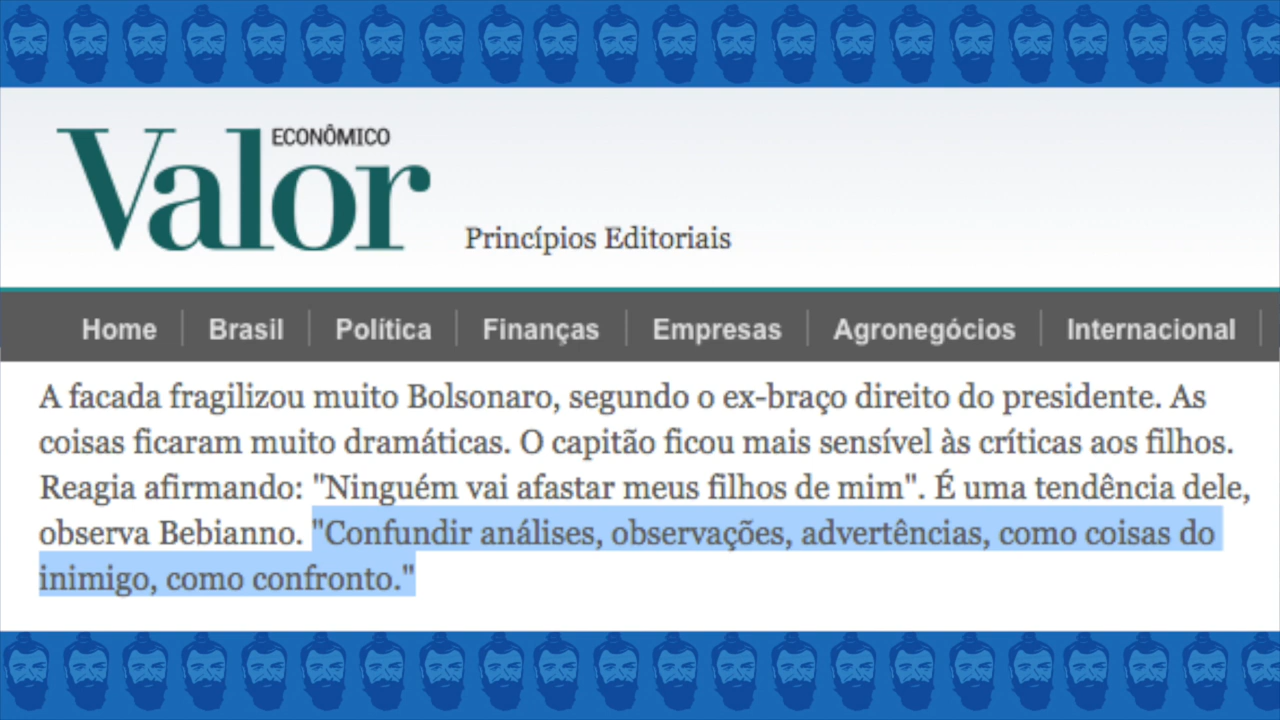 Valor ECONÔMICO
Princípios Editoriais
Home Brasil Política Finanças Empresas Agronegócios Internacional
A facada fragilizou muito Bolsonaro, segundo o ex-braço direito do presidente. As
coisas ficaram muito dramáticas. O capitão ficou mais sensível às críticas aos filhos.
Reagia afirmando: "Ninguém vai afastar meus filhos de mim". É uma tendência dele,
observa Bebianno. "Confundir análises, observações, advertências, como coisas do
inimigo, como confronto."